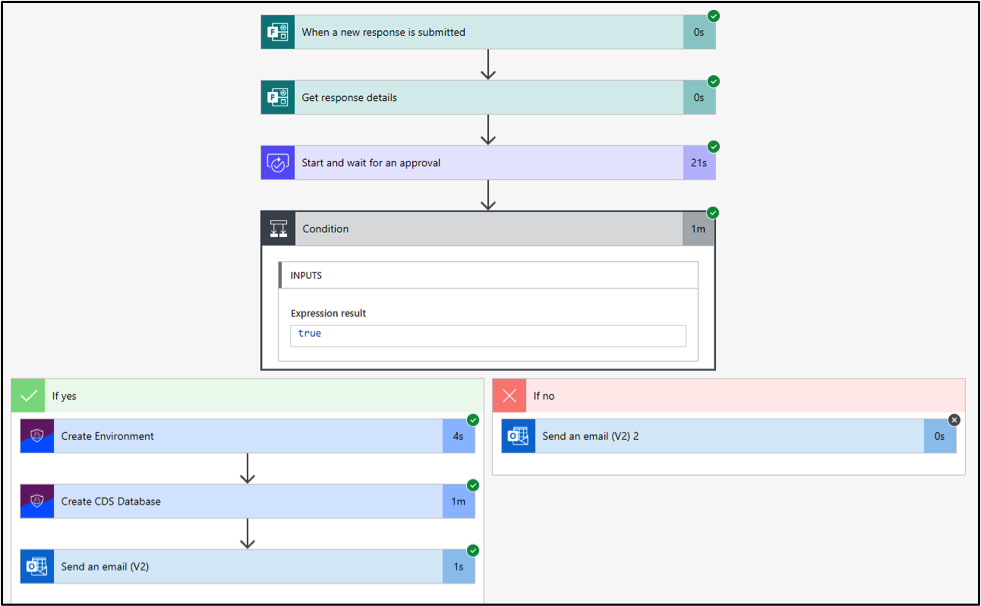 When a new response is submitted 0s
Get response details 0s
Start and wait for an approval 21s
Condition 1m
INPUTS
Expression result
true
If yes
Create Environment 4s
Create CDS Database 1m
Send an email (V2) 1s
If no
Send an email (V2) 2 0s